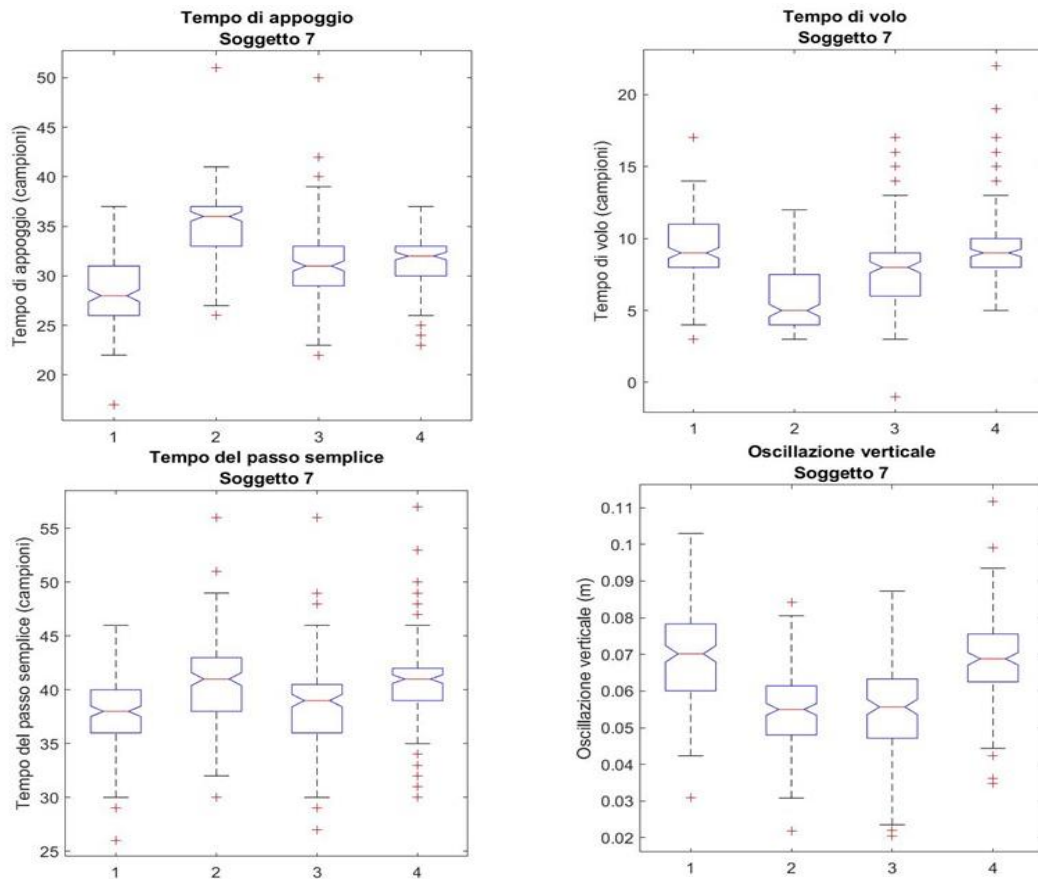 Tempo di appoggio
Soggetto 7
Tempo di appoggio (campioni)
50
45
40
35
30
25
20
1 2 3 4
Tempo di volo
Soggetto 7
Tempo di volo (campioni)
20
15
10
5
0
1 2 3 4
Tempo del passo semplice
Soggetto 7
Tempo del passo semplice (campioni)
55
50
45
40
35
30
25
1 2 3 4
Oscillazione verticale
Soggetto 7
Oscillazione verticale (m)
0.11
0.1
0.09
0.08
0.07
0.06
0.05
0.04
0.03
0.02
1 2 3 4